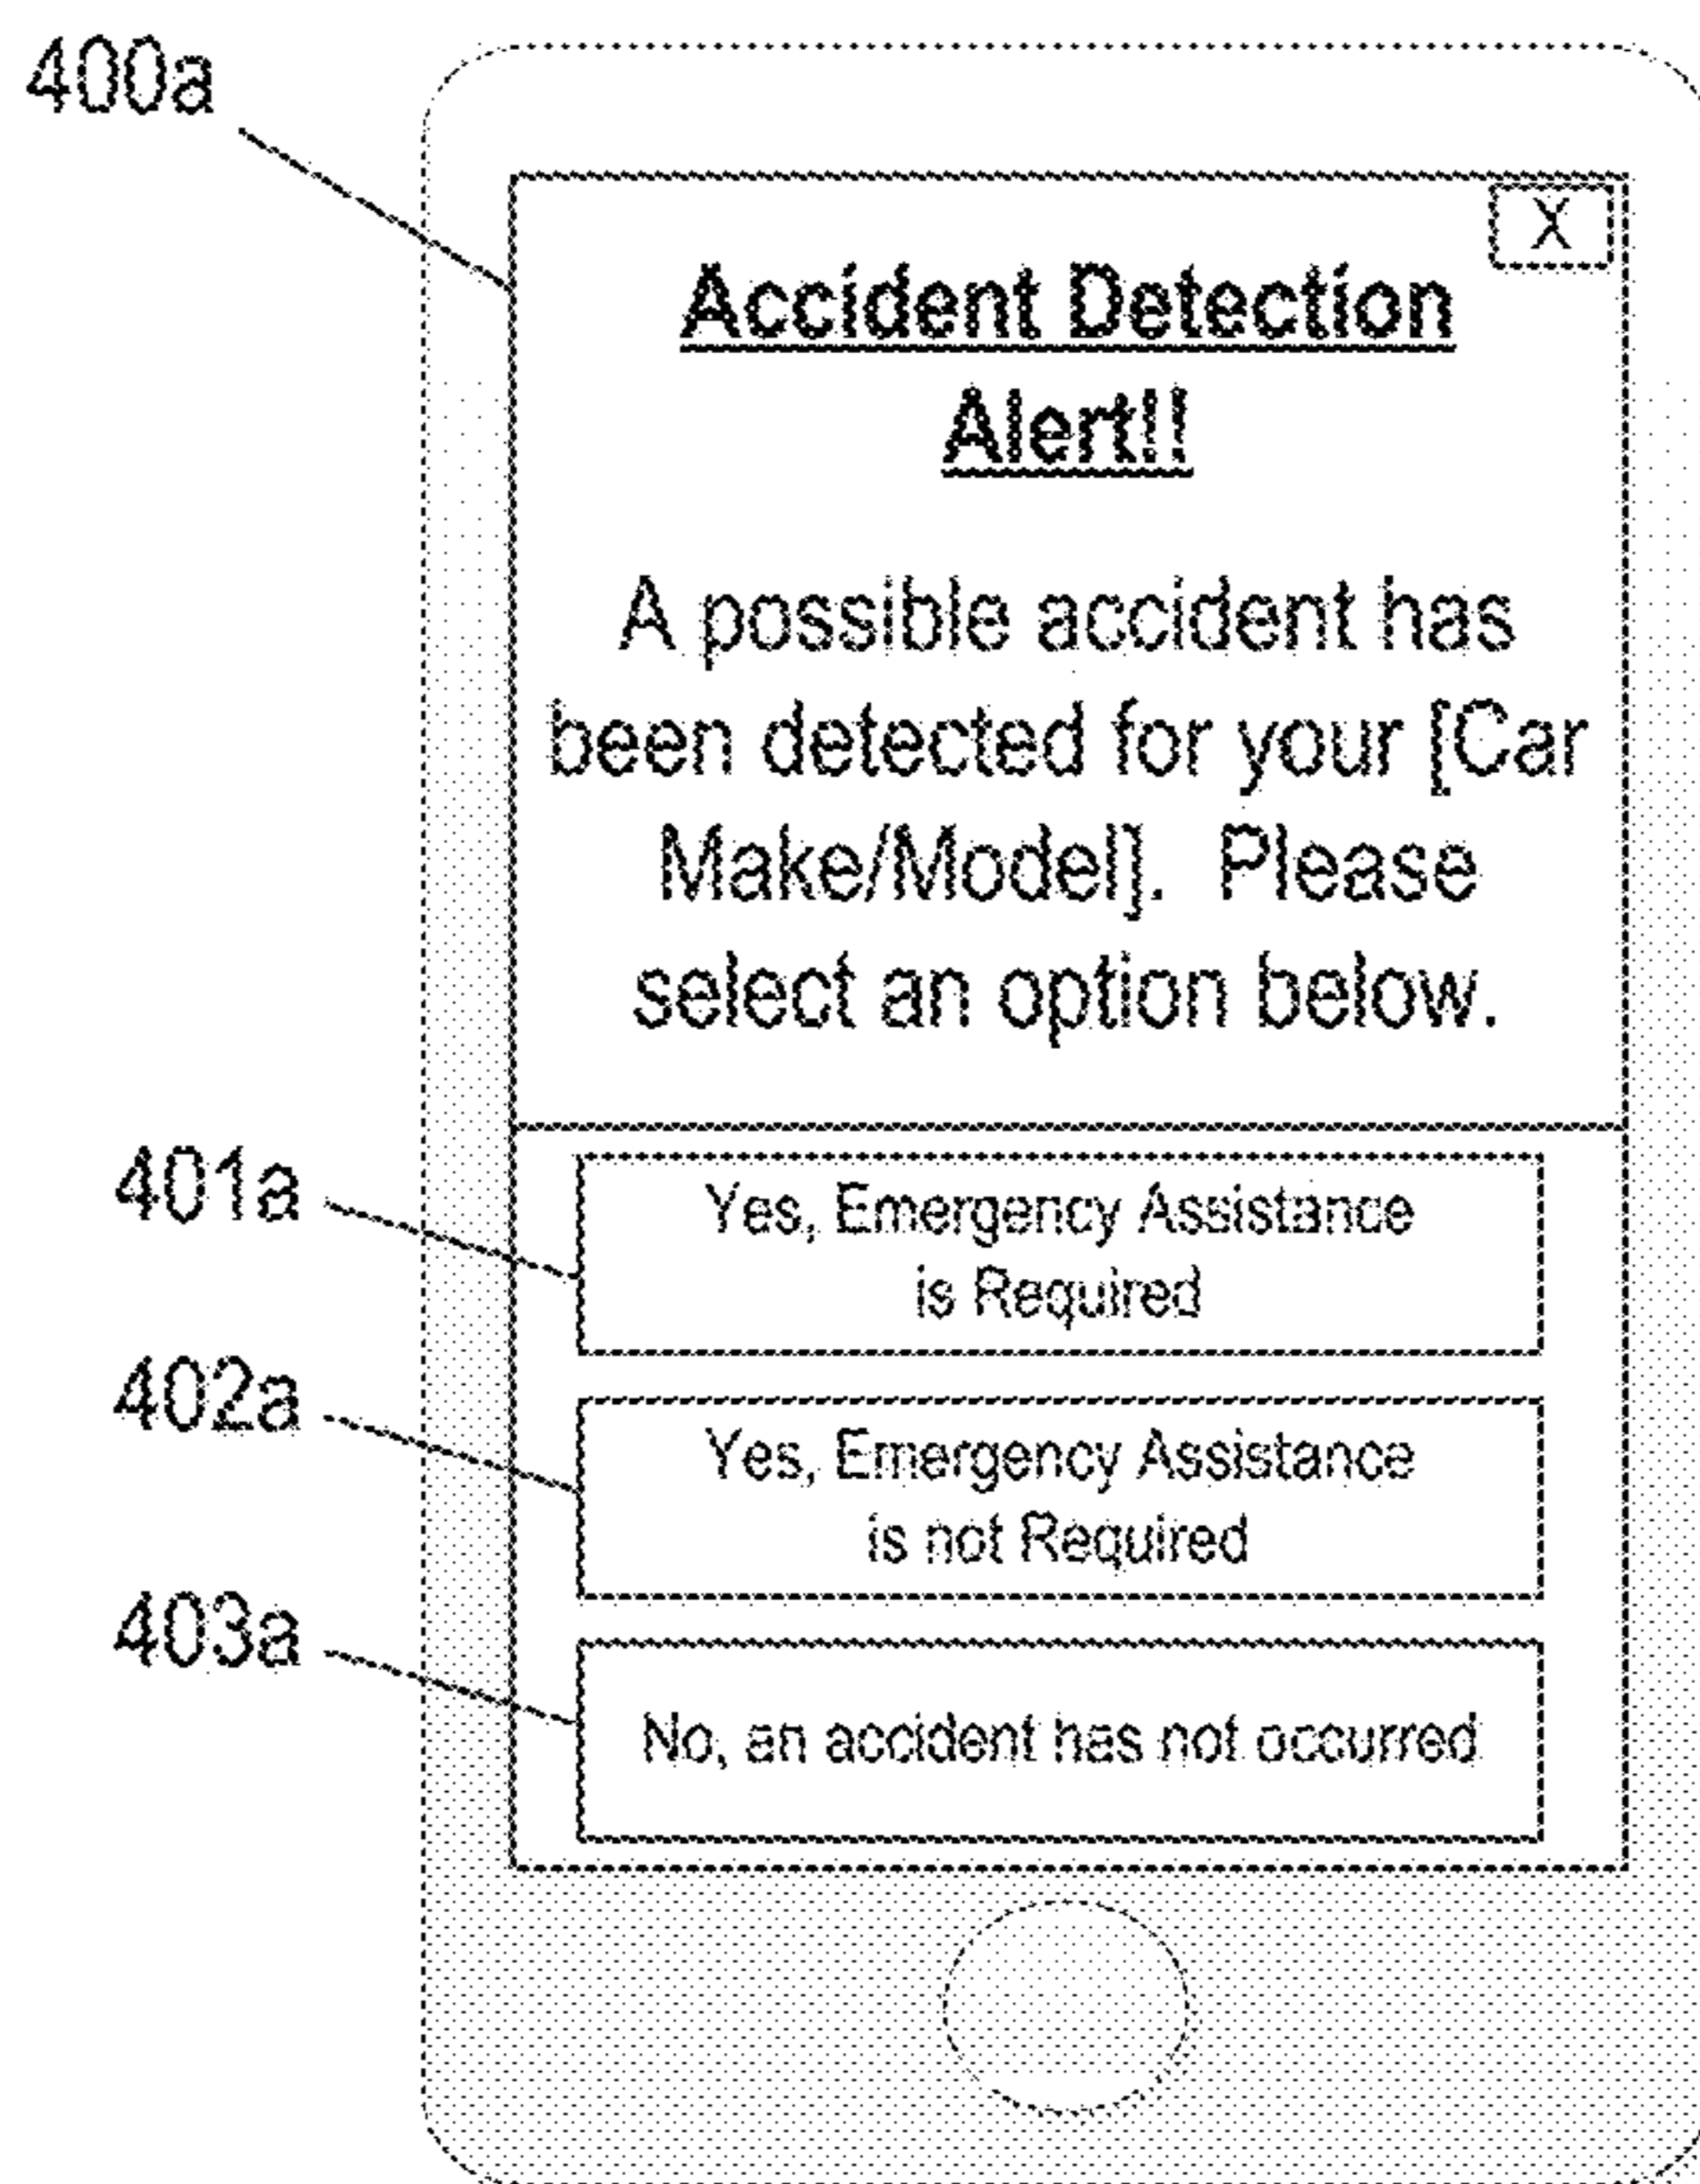 400a
X
Accident Detection
Alert!!
A possible accident has
been detected for your [Car
Make/Model].  Please
select an option below.
401a
Yes, Emergency Assistance
is Required
402a
Yes, Emergency Assistance
is not Required
403a
No, an accident has not occurred